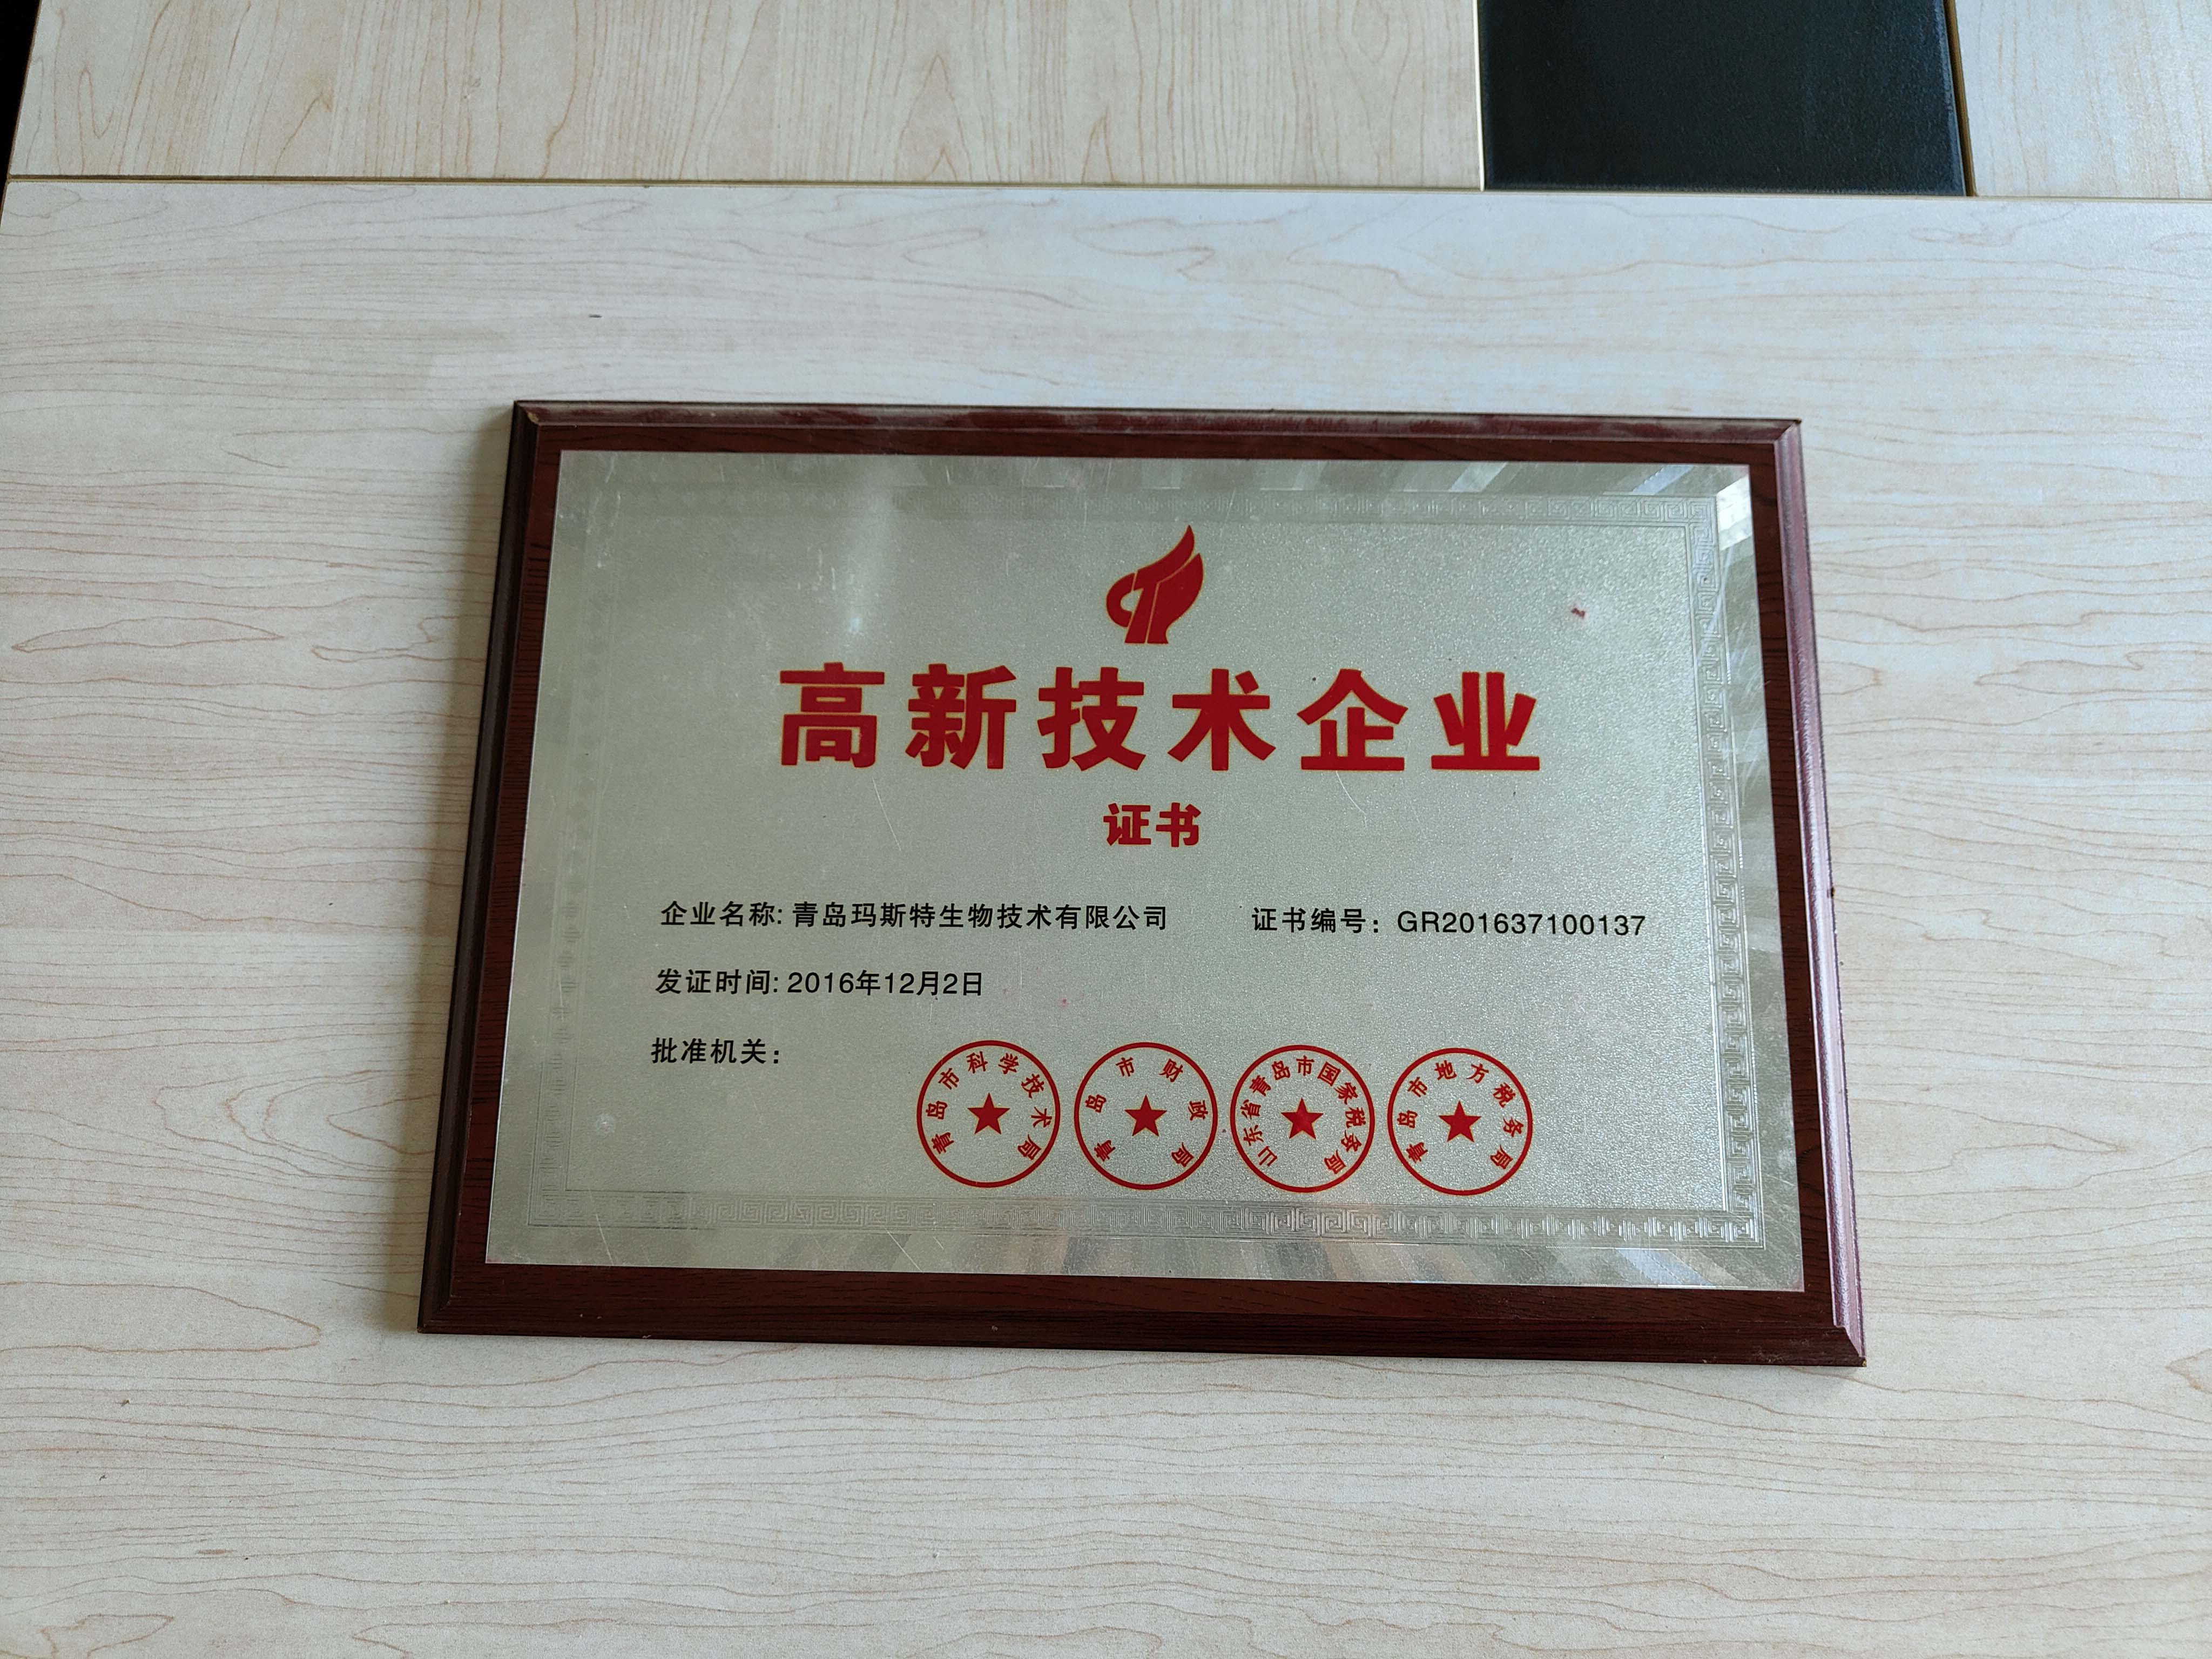 高新技术企业
证书
企业名称: 青岛玛斯特生物技术有限公司 证书编号：GR201637100137
发证时间: 2016年12月2日
批准机关：
青岛市科学技术局
青岛市财政局
山东省青岛市国家税务局
青岛市地方税务局